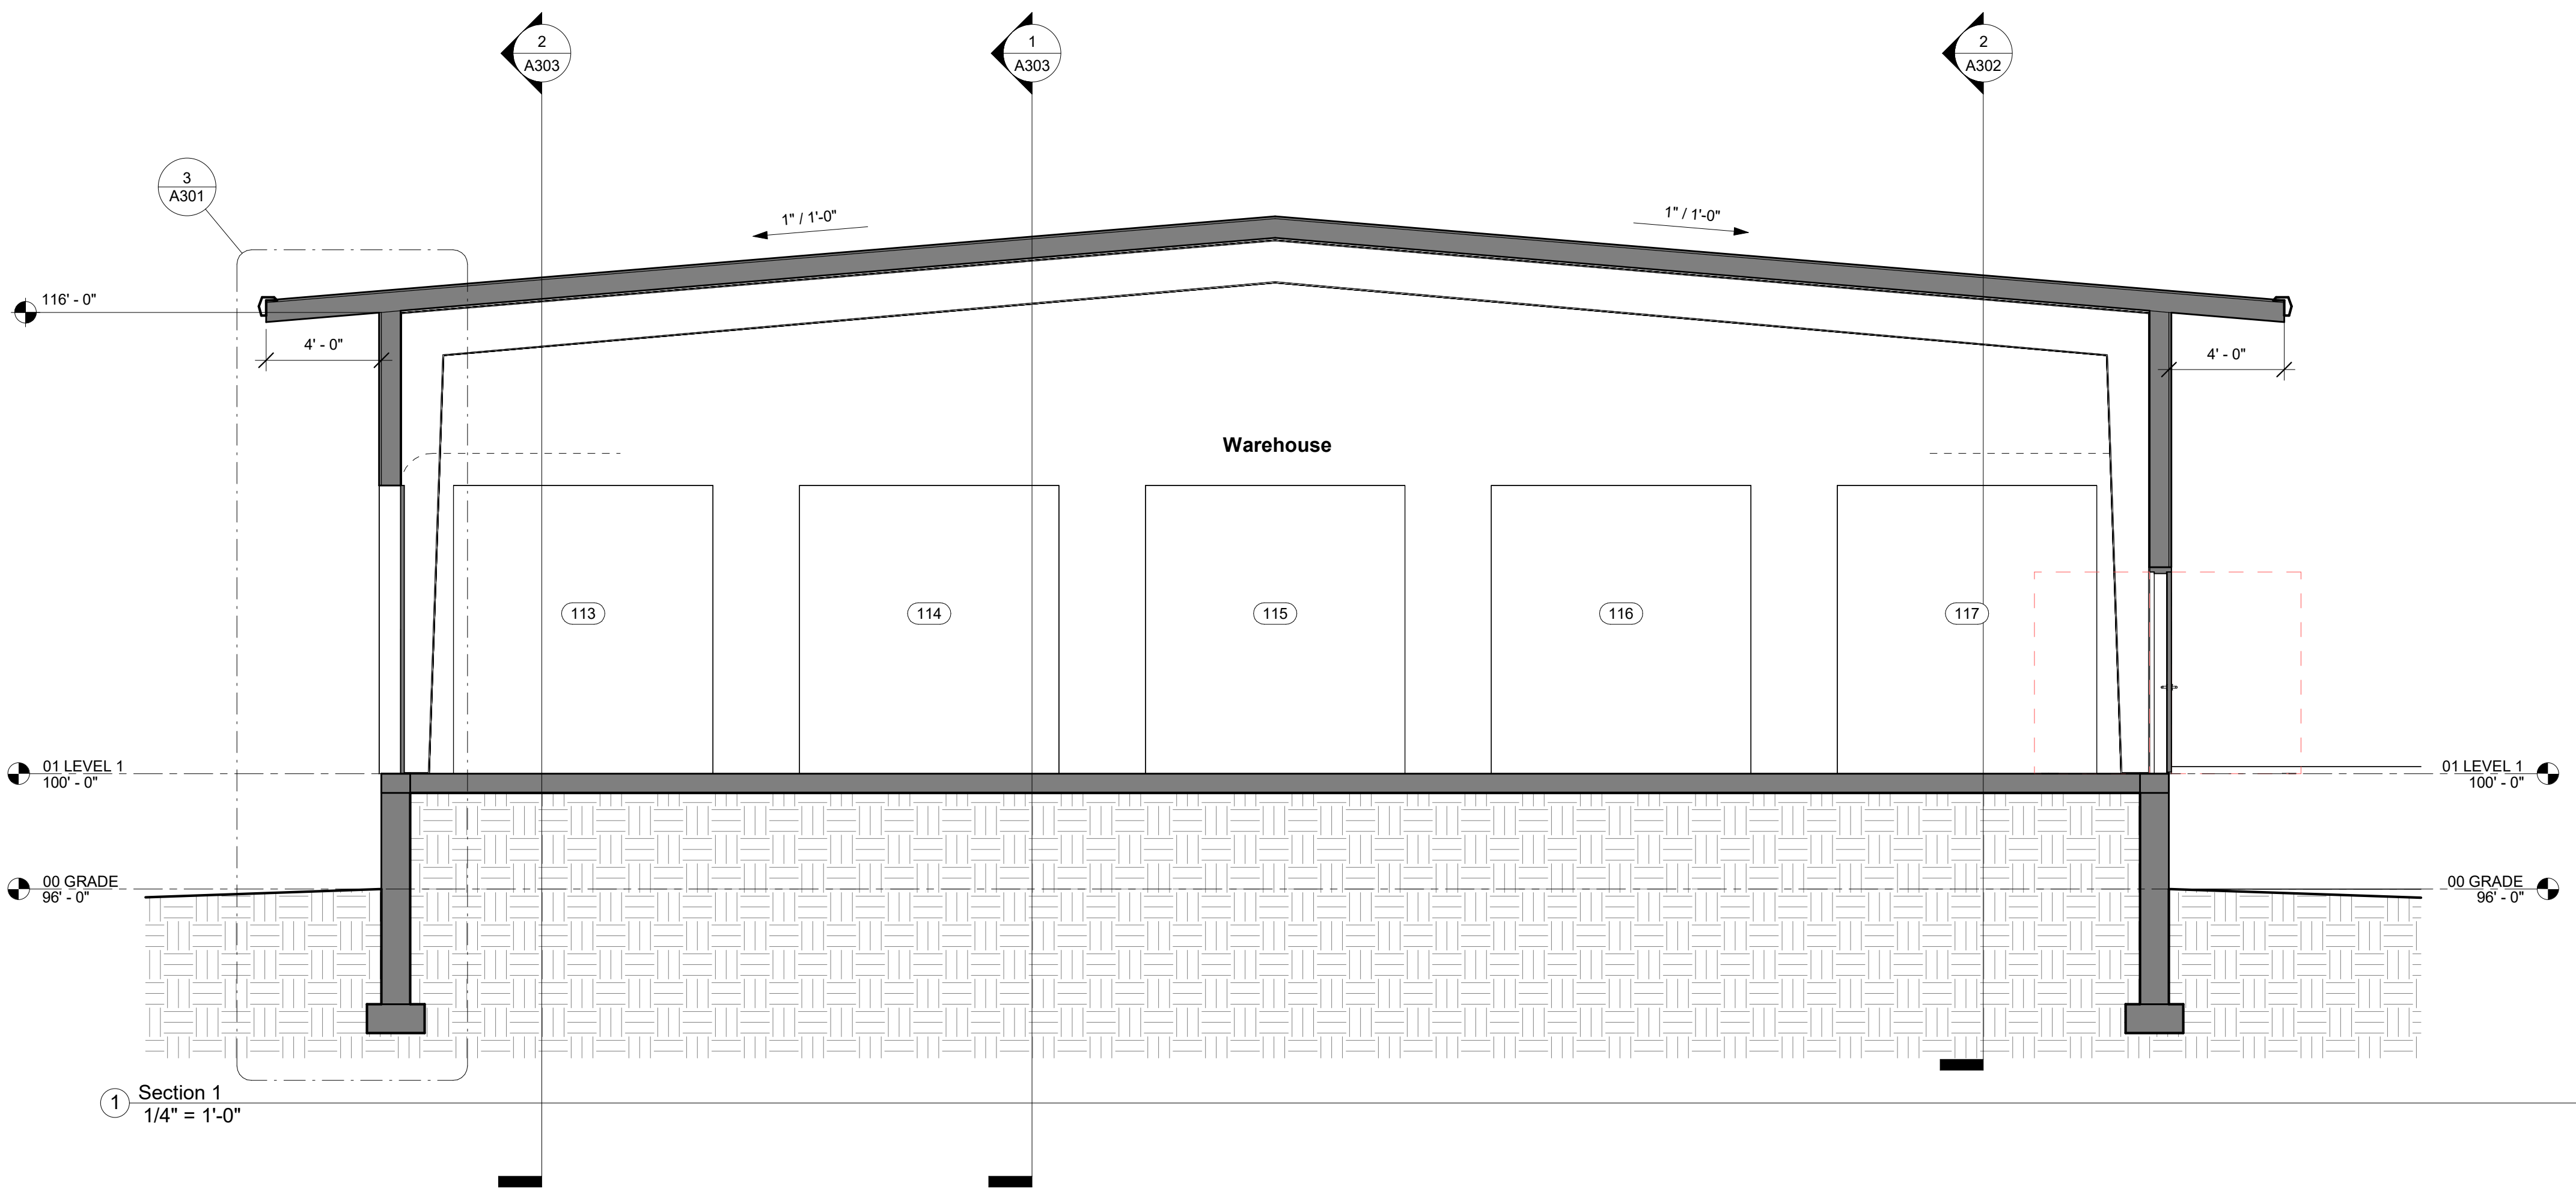 2
A303
1
A303
2
A302
3
A301
1" / 1'-0"
1" / 1'-0"
116' - 0"
4' - 0"
4' - 0"
Warehouse
113
114
115
116
117
01 LEVEL 1
100' - 0"
01 LEVEL 1
100' - 0"
00 GRADE
96' - 0"
00 GRADE
96' - 0"
1
Section 1
1/4" = 1'-0"